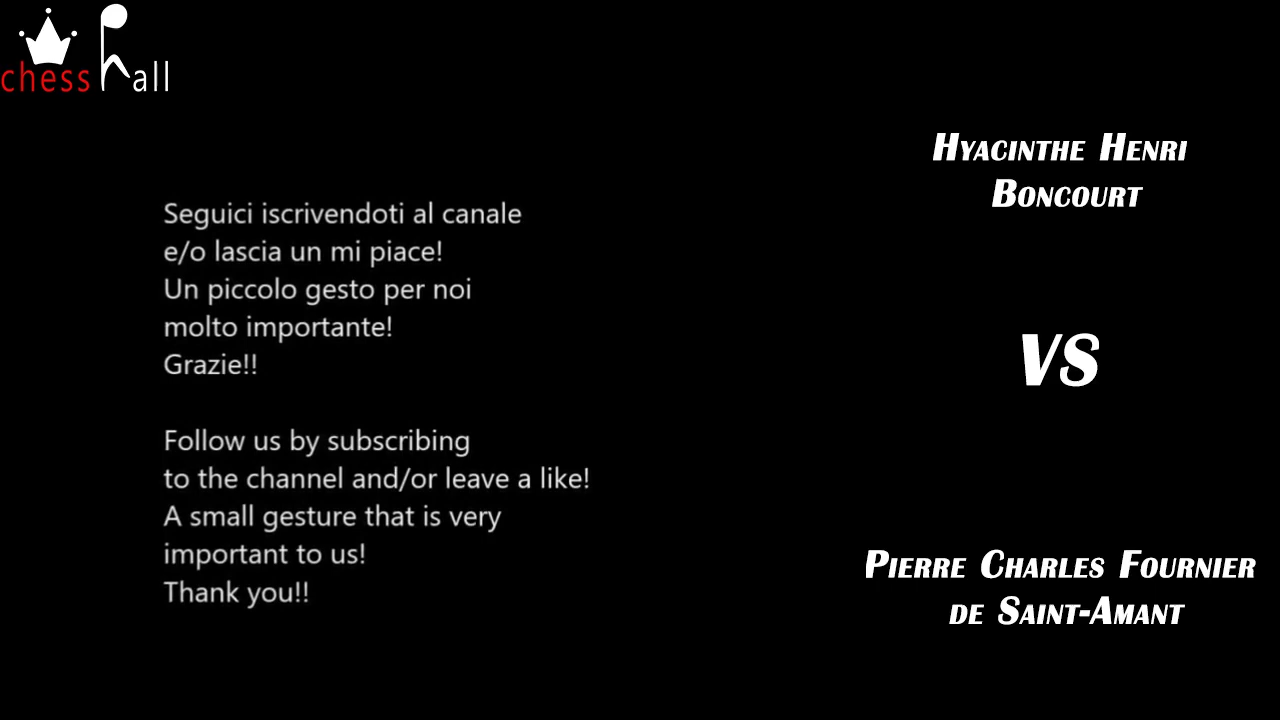 chess hall
Seguici iscrivendoti al canale
e/o lascia un mi piace!
Un piccolo gesto per noi
molto importante!
Grazie!!
Follow us by subscribing
to the channel and/or leave a like!
A small gesture that is very
important to us!
Thank you!!
Hyacinthe Henri
Boncourt
VS
Pierre Charles Fournier
de Saint-Amant